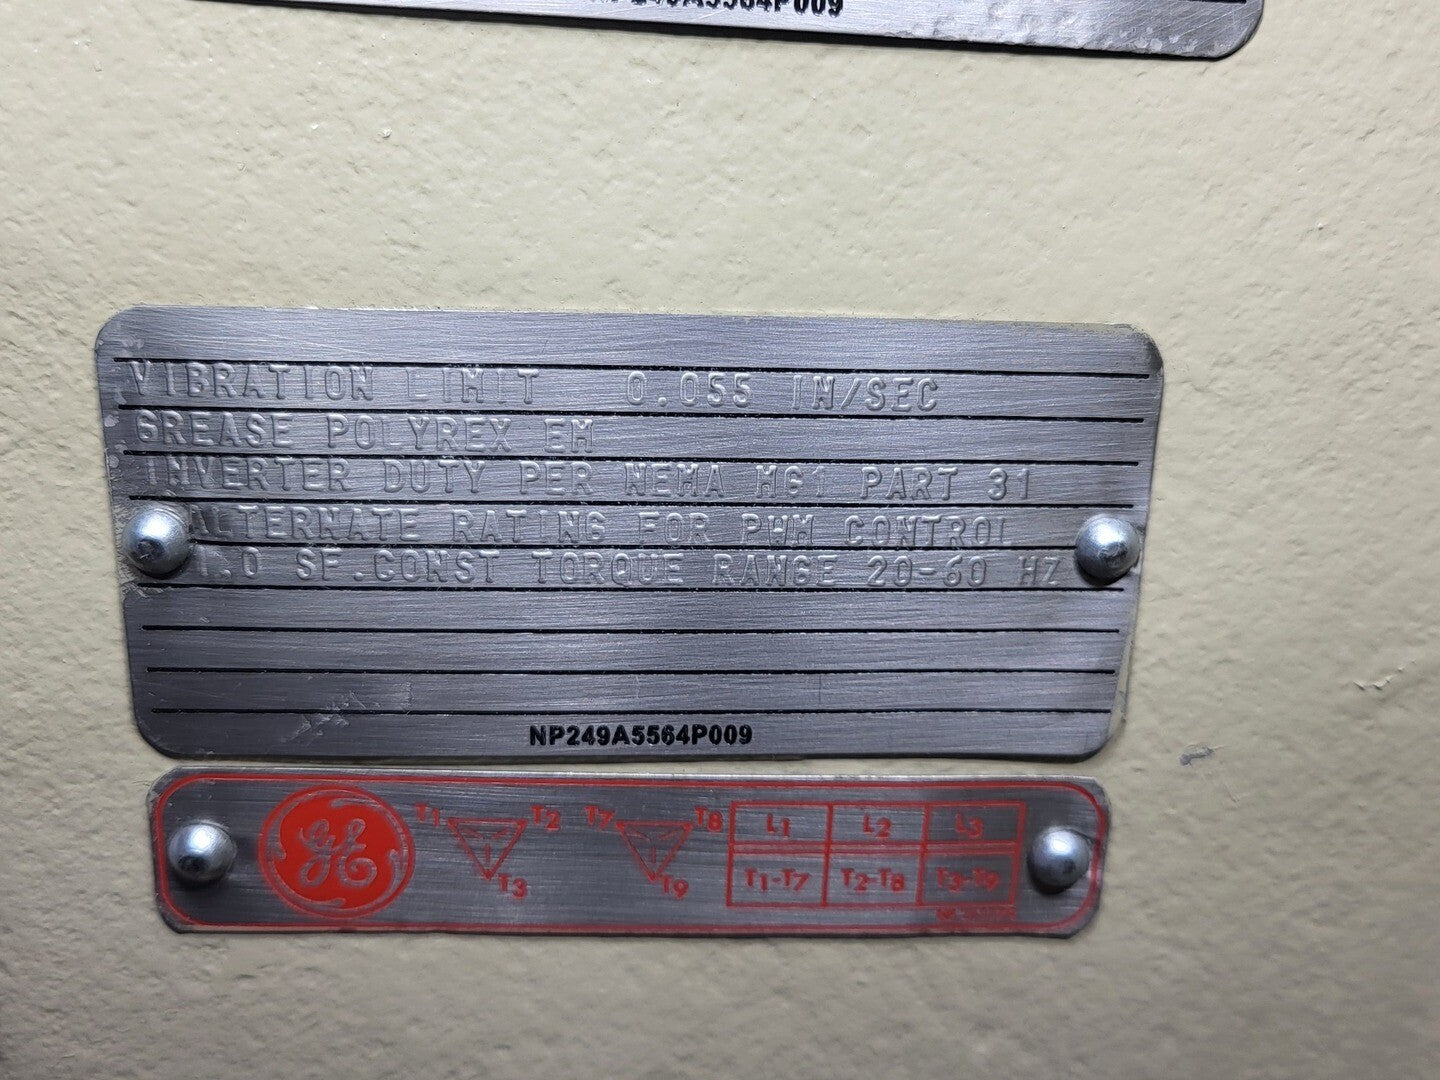 NP249A5564P009
VIBRATION LIMIT 0.055 IN/SEC
GREASE POLYREX EM
INVERTER DUTY PER NEMA MG1 PART 31
ALTERNATE RATING FOR PWM CONTROL
1.0 SF.CONST TORQUE RANGE 20-60 HZ
NP249A5564P009
GE T1 T2 T7 T8 L1 L2 L3
T3 T9 T1-T7 T2-T8 T3-T9